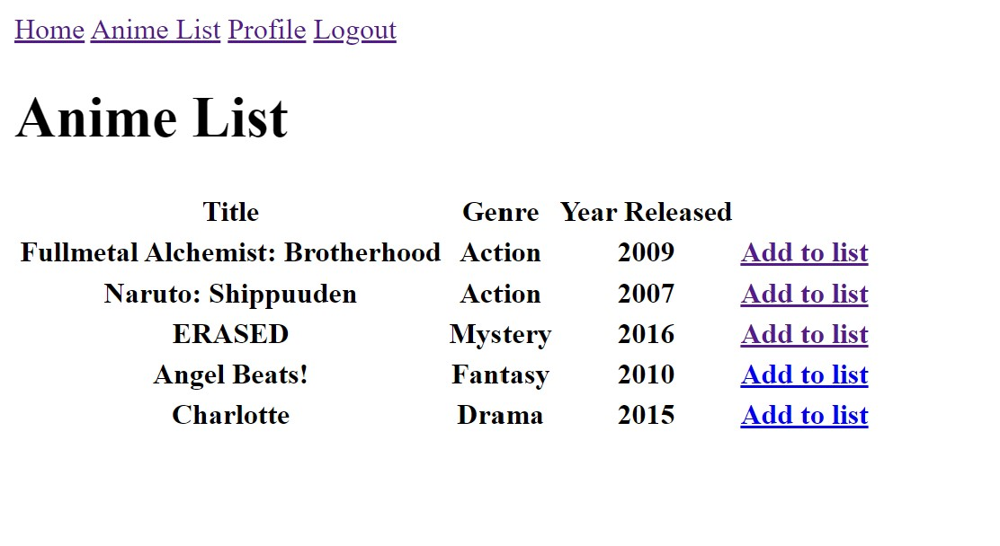 Home Anime List Profile Logout
Anime List
Title Genre Year Released
Fullmetal Alchemist: Brotherhood Action 2009 Add to list
Naruto: Shippuuden Action 2007 Add to list
ERASED Mystery 2016 Add to list
Angel Beats! Fantasy 2010 Add to list
Charlotte Drama 2015 Add to list